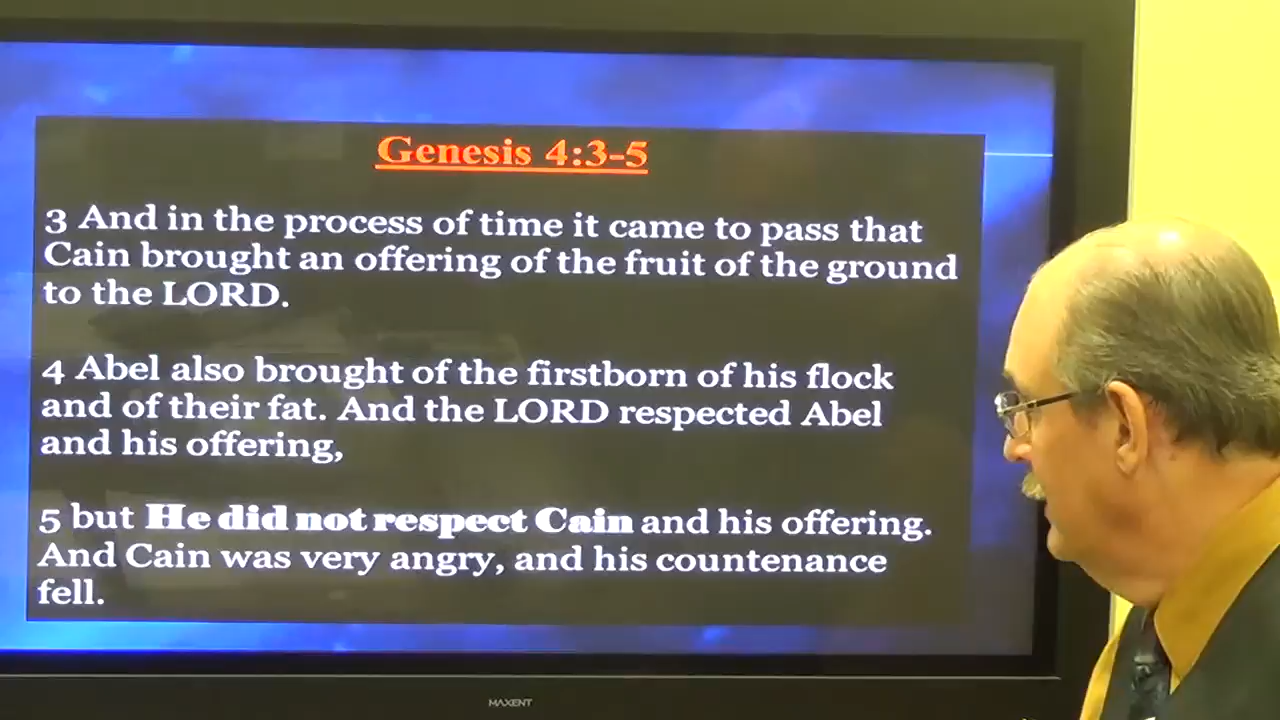 Genesis 4:3-5
3 And in the process of time it came to pass that
Cain brought an offering of the fruit of the ground
to the LORD.
4 Abel also brought of the firstborn of his flock
and of their fat. And the LORD respected Abel
and his offering,
5 but He did not respect Cain and his offering.
And Cain was very angry, and his countenance
fell.
MAXENT